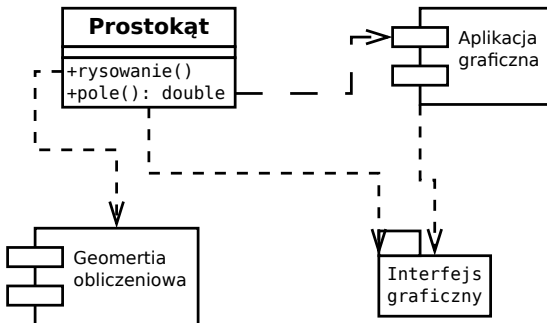 Prostokąt
+rysowanie()
+pole(): double
Aplikacja
graficzna
Geomertia
obliczeniowa
Interfejs
graficzny